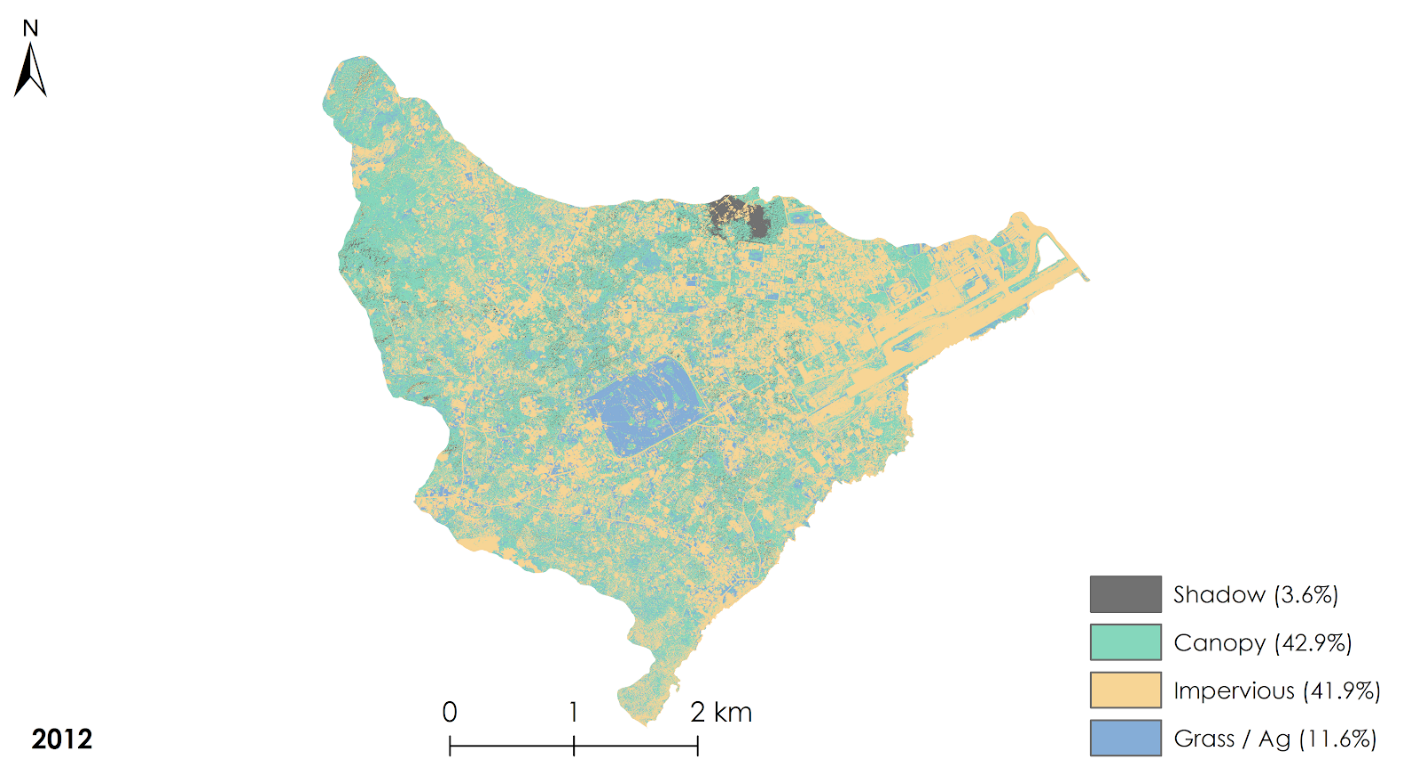 N
Shadow (3.6%)
Canopy (42.9%)
Impervious (41.9%)
Grass / Ag (11.6%)
0 1 2 km
2012